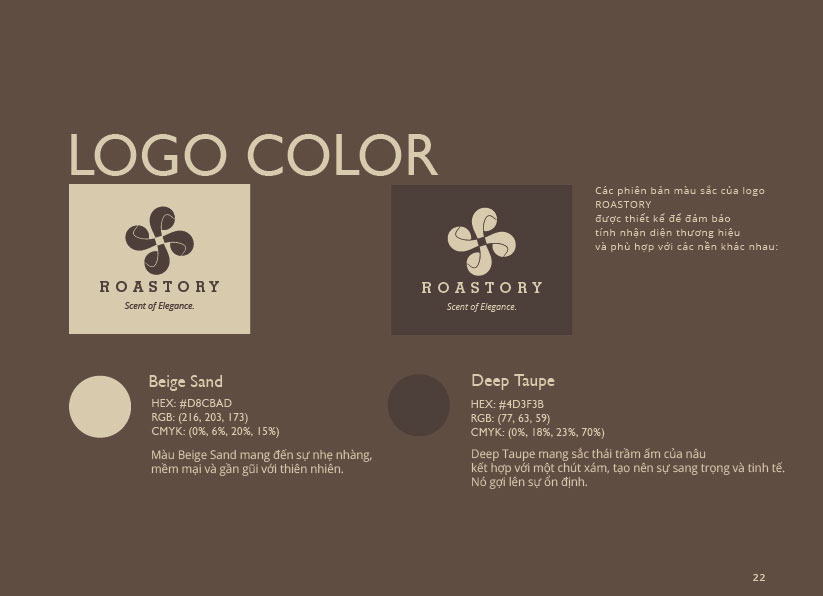 LOGO COLOR
ROASTORY
Scent of Elegance.
ROASTORY
Scent of Elegance.
Các phiên bản màu sắc của logo
ROASTORY
được thiết kế để đảm bảo
tính nhận diện thương hiệu
và phù hợp với các nền khác nhau:
Beige Sand
HEX: #D8CBAD
RGB: (216, 203, 173)
CMYK: (0%, 6%, 20%, 15%)
Màu Beige Sand mang đến sự nhẹ nhàng,
mềm mại và gần gũi với thiên nhiên.
Deep Taupe
HEX: #4D3F3B
RGB: (77, 63, 59)
CMYK: (0%, 18%, 23%, 70%)
Deep Taupe mang sắc thái trầm ấm của nâu
kết hợp với một chút xám, tạo nên sự sang trọng và tinh tế.
Nó gợi lên sự ổn định.
22